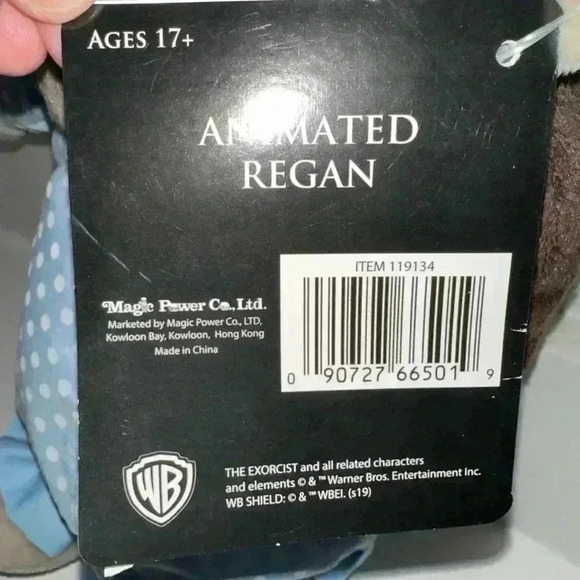 AGES 17+
ANIMATED
REGAN
ITEM 119134
0 90727 66501 9
Magic Power Co., Ltd.
Marketed by Magic Power Co., LTD,
Kowloon Bay, Kowloon, Hong Kong
Made in China
WB
THE EXORCIST and all related characters
and elements © & ™ Warner Bros. Entertainment Inc.
WB SHIELD: © & ™ WBEI. (s19)